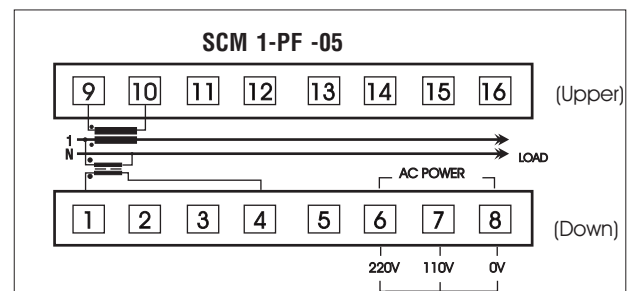 SCM 1-PF -05
9 10 11 12 13 14 15 16 (Upper)
1
N
LOAD
AC POWER
1 2 3 4 5 6 7 8 (Down)
220V 110V 0V